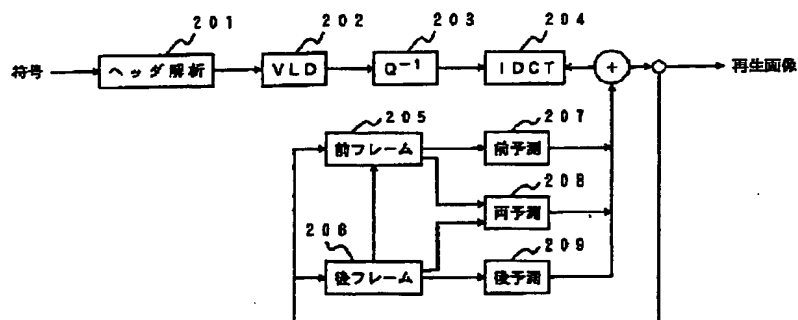 201
202
203
204
符号
ヘッダ解析
VLD
Q⁻¹
IDCT
+
再生画像
205
207
前フレーム
前予測
208
両予測
206
209
後フレーム
後予測